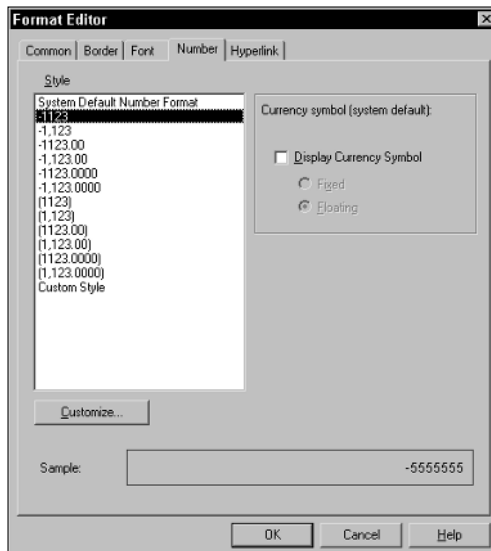 Format Editor
Common Border Font Number Hyperlink
Style
System Default Number Format
-1123
-1,123
-1123.00
-1,123.00
-1123.0000
-1,123.0000
(1123)
(1,123)
(1123.00)
(1,123.00)
(1123.0000)
(1,123.0000)
Custom Style
Currency symbol (system default):
Display Currency Symbol
Fixed
Floating
Customize...
Sample: -5555555
OK Cancel Help